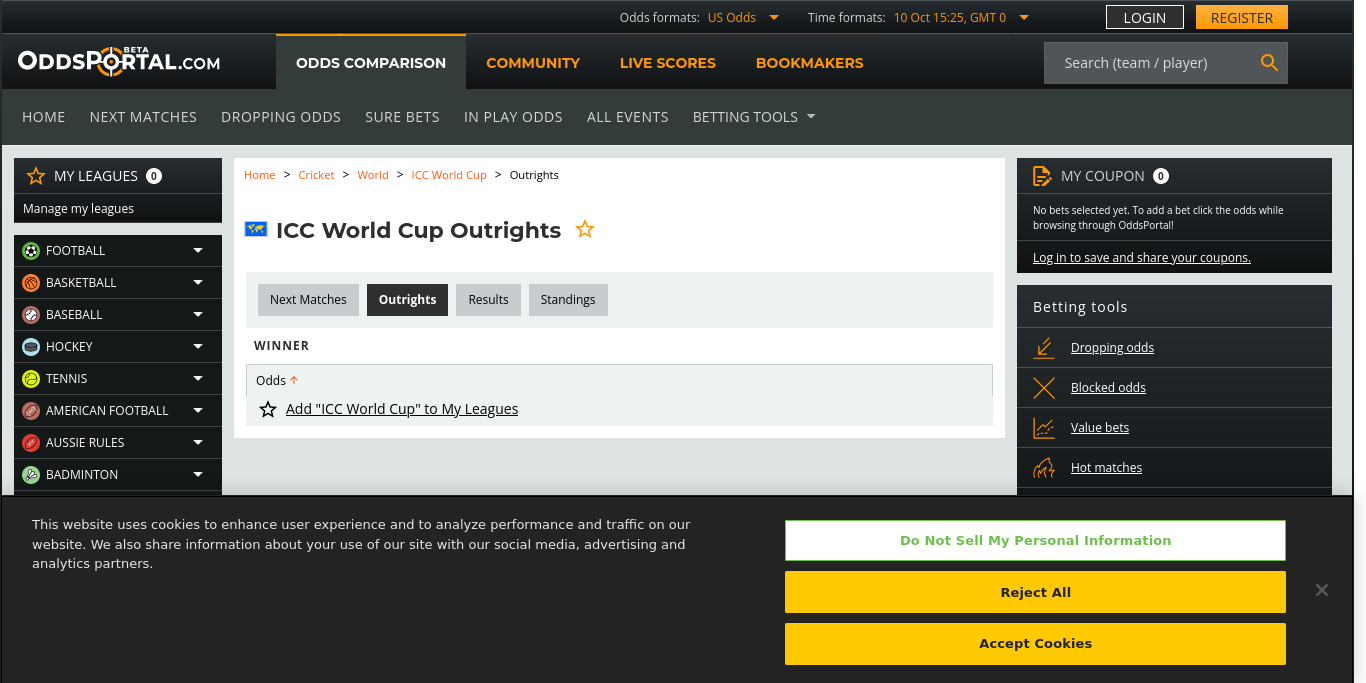 Odds formats: US Odds Time formats: 10 Oct 15:25, GMT 0 LOGIN REGISTER
ODDSPORTAL.COM BETA ODDS COMPARISON COMMUNITY LIVE SCORES BOOKMAKERS Search (team / player)
HOME NEXT MATCHES DROPPING ODDS SURE BETS IN PLAY ODDS ALL EVENTS BETTING TOOLS
MY LEAGUES 0
Manage my leagues
FOOTBALL
BASKETBALL
BASEBALL
HOCKEY
TENNIS
AMERICAN FOOTBALL
AUSSIE RULES
BADMINTON
Home > Cricket > World > ICC World Cup > Outrights
ICC World Cup Outrights
Next Matches Outrights Results Standings
WINNER
Odds
Add "ICC World Cup" to My Leagues
MY COUPON 0
No bets selected yet. To add a bet click the odds while
browsing through OddsPortal!
Log in to save and share your coupons.
Betting tools
Dropping odds
Blocked odds
Value bets
Hot matches
This website uses cookies to enhance user experience and to analyze performance and traffic on our
website. We also share information about your use of our site with our social media, advertising and
analytics partners.
Do Not Sell My Personal Information
Reject All
Accept Cookies